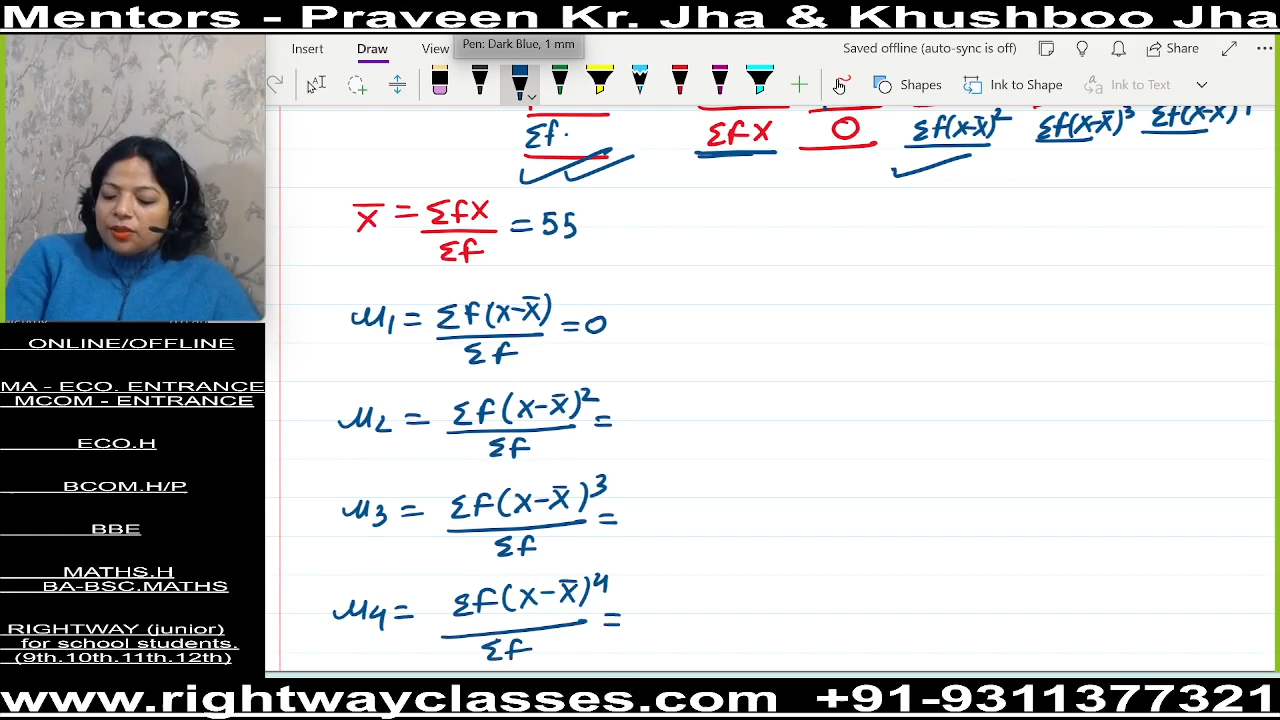 Mentors - Praveen Kr. Jha & Khushboo Jha
Insert Draw View
Pen: Dark Blue, 1 mm
Saved offline (auto-sync is off) Share
Shapes Ink to Shape Ink to Text
Σf. ΣfX 0 Σf(x-x̄)² Σf(x-x̄)³ Σf(x-x̄)
x̄ = ΣfX / Σf = 55
μ1 = Σf(x-x̄) / Σf = 0
μ2 = Σf(x-x̄)² / Σf =
μ3 = Σf(x-x̄)³ / Σf =
μ4 = Σf(x-x̄)⁴ / Σf =
ONLINE/OFFLINE
MA - ECO. ENTRANCE
MCOM - ENTRANCE
ECO.H
BCOM.H/P
BBE
MATHS.H
BA-BSC.MATHS
RIGHTWAY (junior)
for school students.
(9th.10th.11th.12th)
www.rightwayclasses.com +91-9311377321